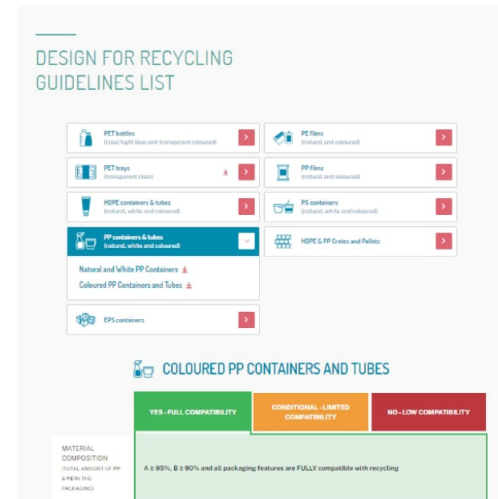 DESIGN FOR RECYCLING
GUIDELINES LIST
PET bottles
(clear/light blue and transparent coloured)
PE films
(natural and coloured)
PET trays
(transparent clear)
PP films
(natural and coloured)
HDPE containers & tubes
(natural, white and coloured)
PS containers
(natural, white and coloured)
PP containers & tubes
(natural, white and coloured)
HDPE & PP Crates and Pallets
Natural and White PP Containers
Coloured PP Containers and Tubes
EPS containers
COLOURED PP CONTAINERS AND TUBES
YES - FULL COMPATIBILITY
CONDITIONAL - LIMITED
COMPATIBILITY
NO - LOW COMPATIBILITY
MATERIAL
COMPOSITION
(TOTAL AMOUNT OF PP
& PE IN THE
PACKAGING)
A ≥ 95%, B ≥ 90% and all packaging features are FULLY compatible with recycling